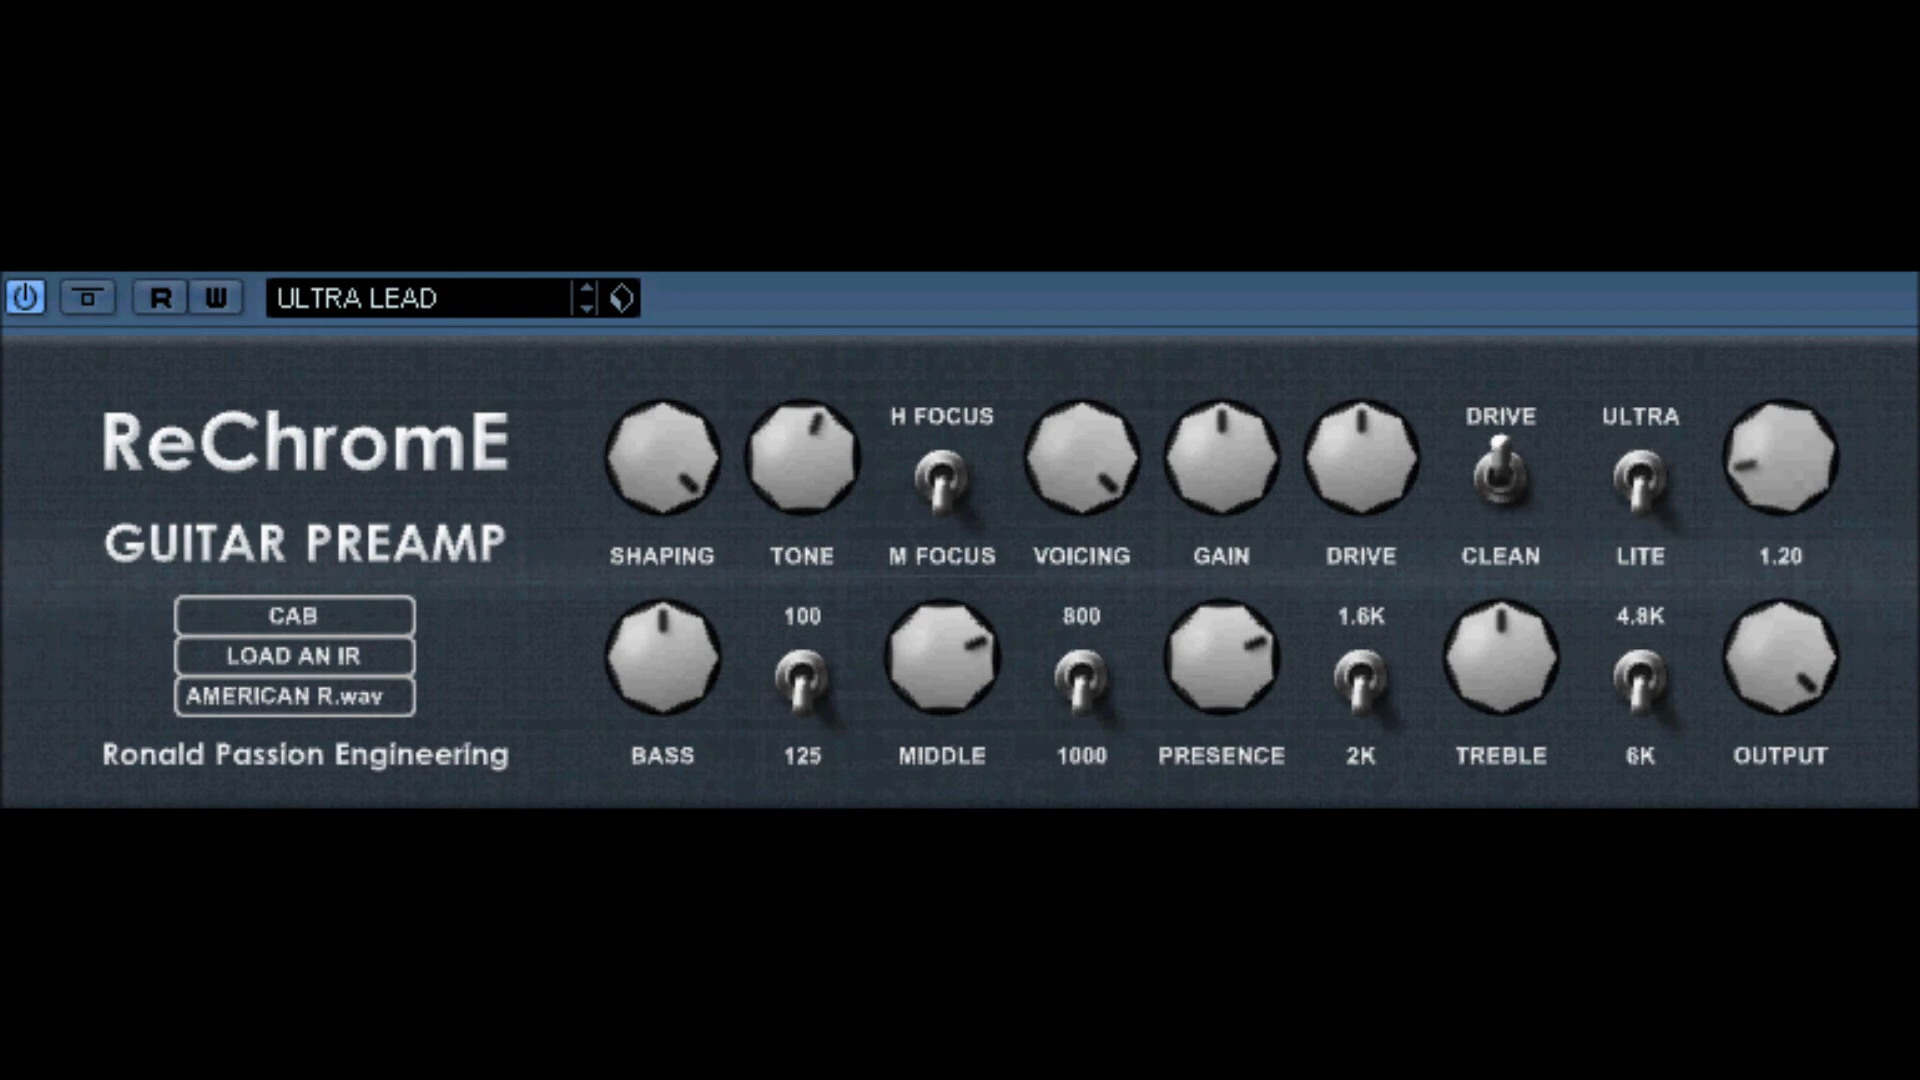 R W ULTRA LEAD
ReChromE
GUITAR PREAMP
CAB
LOAD AN IR
AMERICAN R.wav
Ronald Passion Engineering
H FOCUS DRIVE ULTRA
SHAPING TONE M FOCUS VOICING GAIN DRIVE CLEAN LITE 1.20
100 800 1.6K 4.8K
BASS 125 MIDDLE 1000 PRESENCE 2K TREBLE 6K OUTPUT